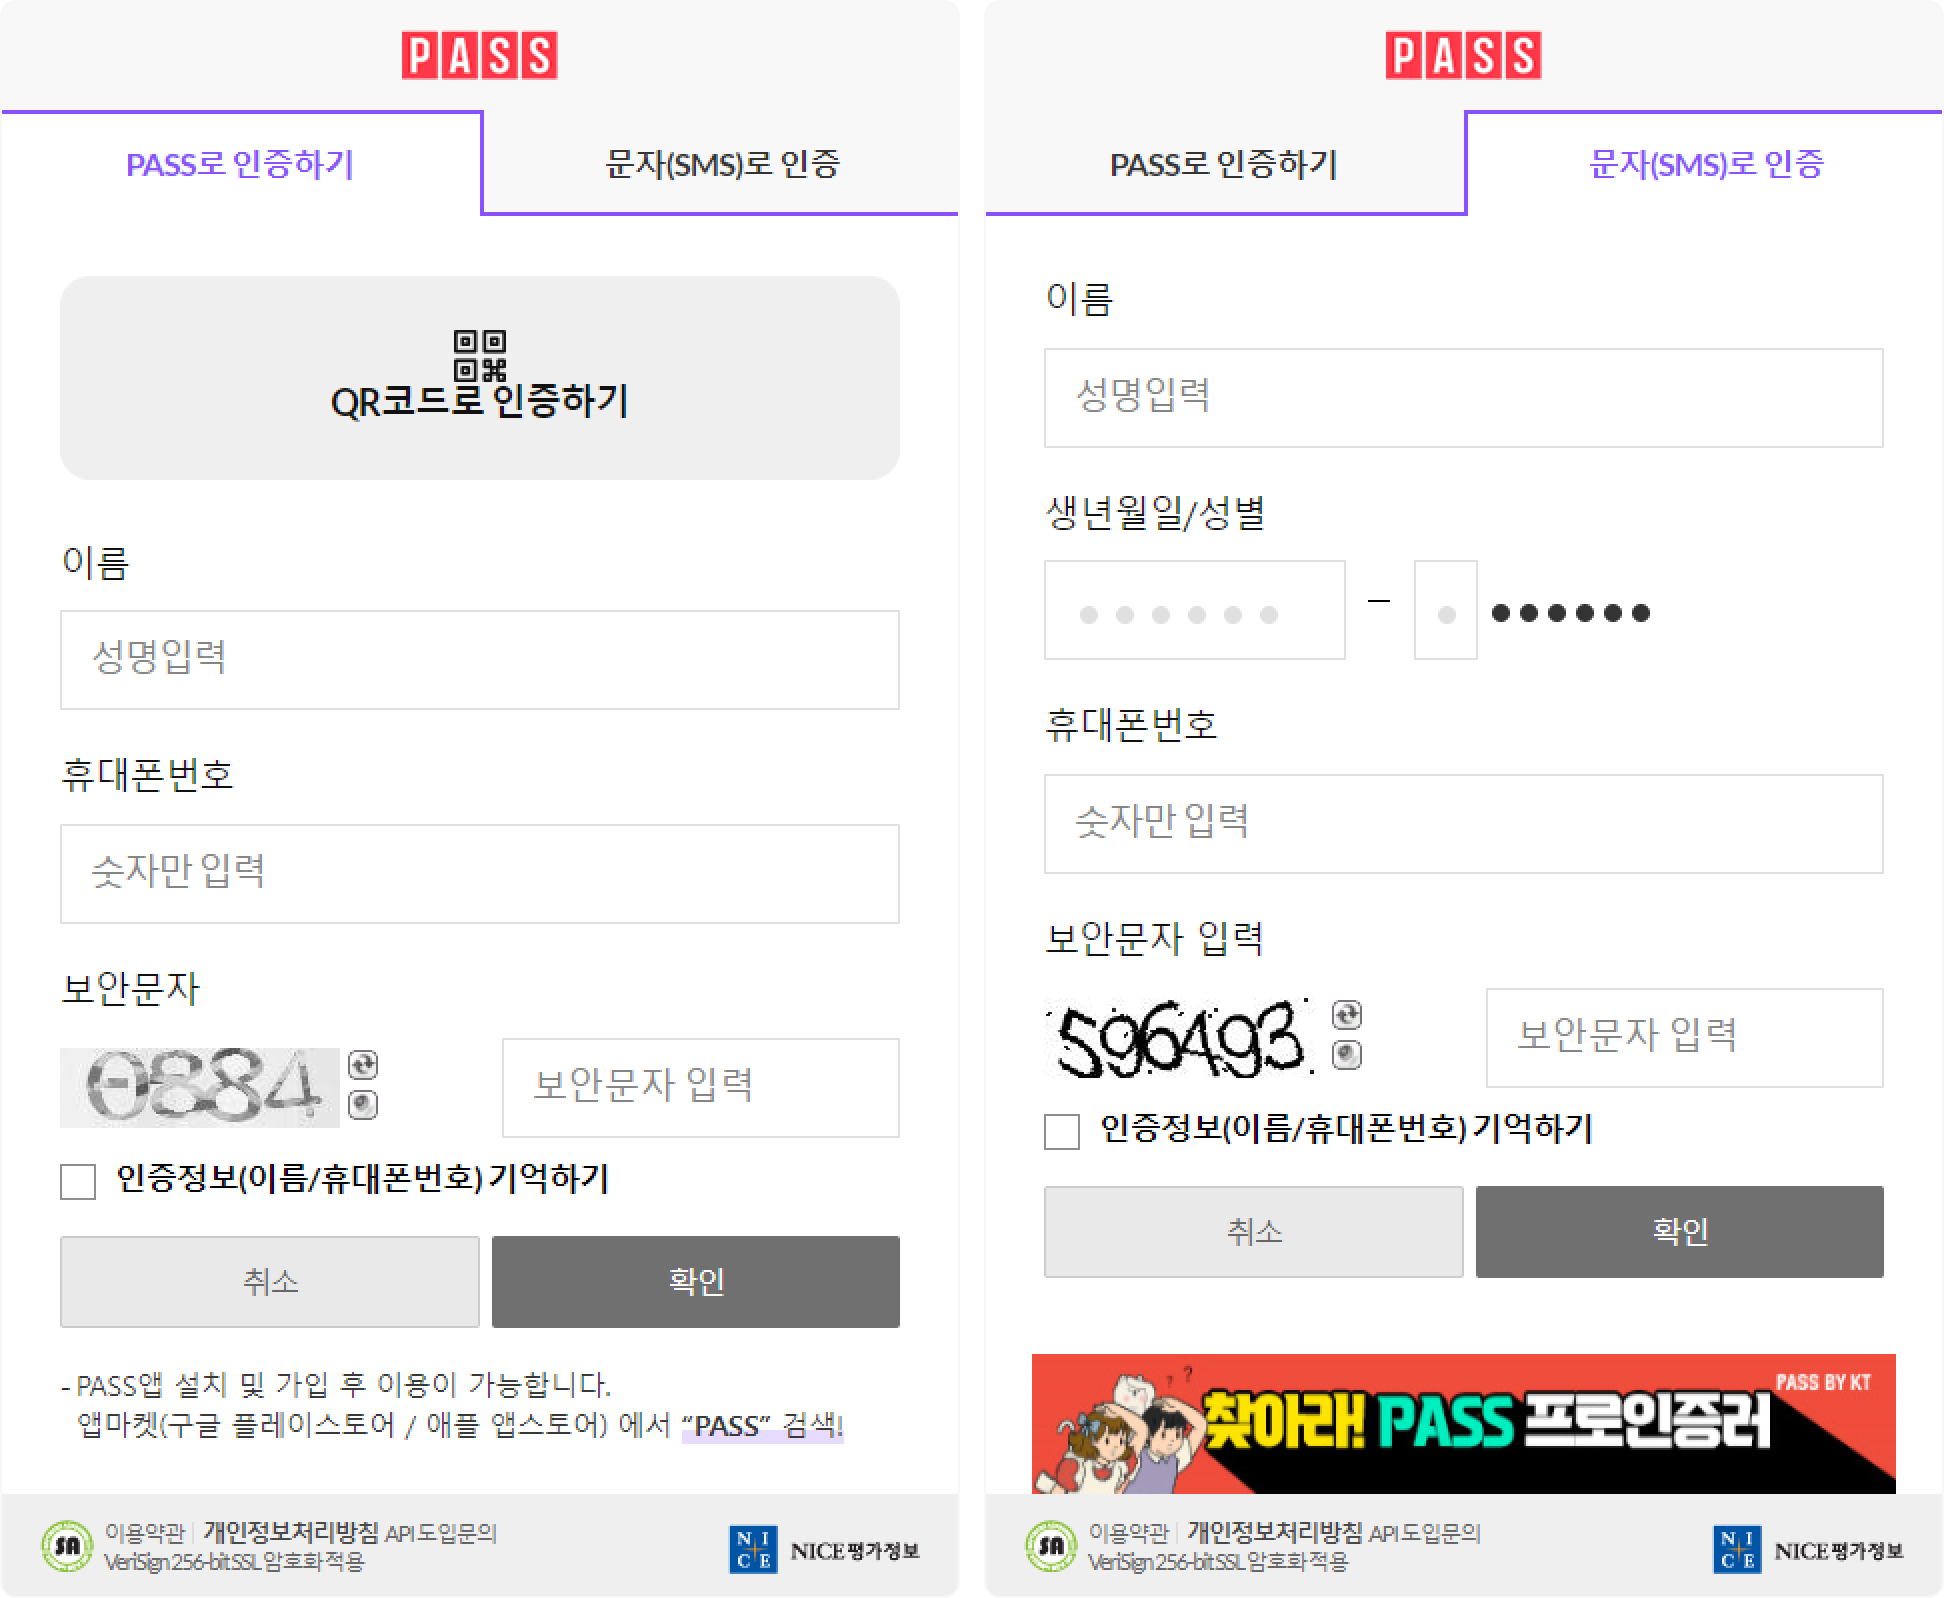 PASS
PASS로 인증하기
문자(SMS)로 인증
QR코드로 인증하기
이름
성명입력
휴대폰번호
숫자만 입력
보안문자
0884
보안문자 입력
인증정보(이름/휴대폰번호) 기억하기
취소
확인
- PASS앱 설치 및 가입 후 이용이 가능합니다.
앱마켓(구글 플레이스토어 / 애플 앱스토어) 에서 “PASS” 검색!
SA
이용약관 | 개인정보처리방침 API도입문의
VeriSign 256-bit SSL 암호화 적용
NICE
NICE평가정보
PASS
PASS로 인증하기
문자(SMS)로 인증
이름
성명입력
생년월일/성별
–
휴대폰번호
숫자만 입력
보안문자 입력
596493
보안문자 입력
인증정보(이름/휴대폰번호) 기억하기
취소
확인
PASS BY KT
찾아라! PASS 프로인증러
SA
이용약관 | 개인정보처리방침 API도입문의
VeriSign 256-bit SSL 암호화 적용
NICE
NICE평가정보